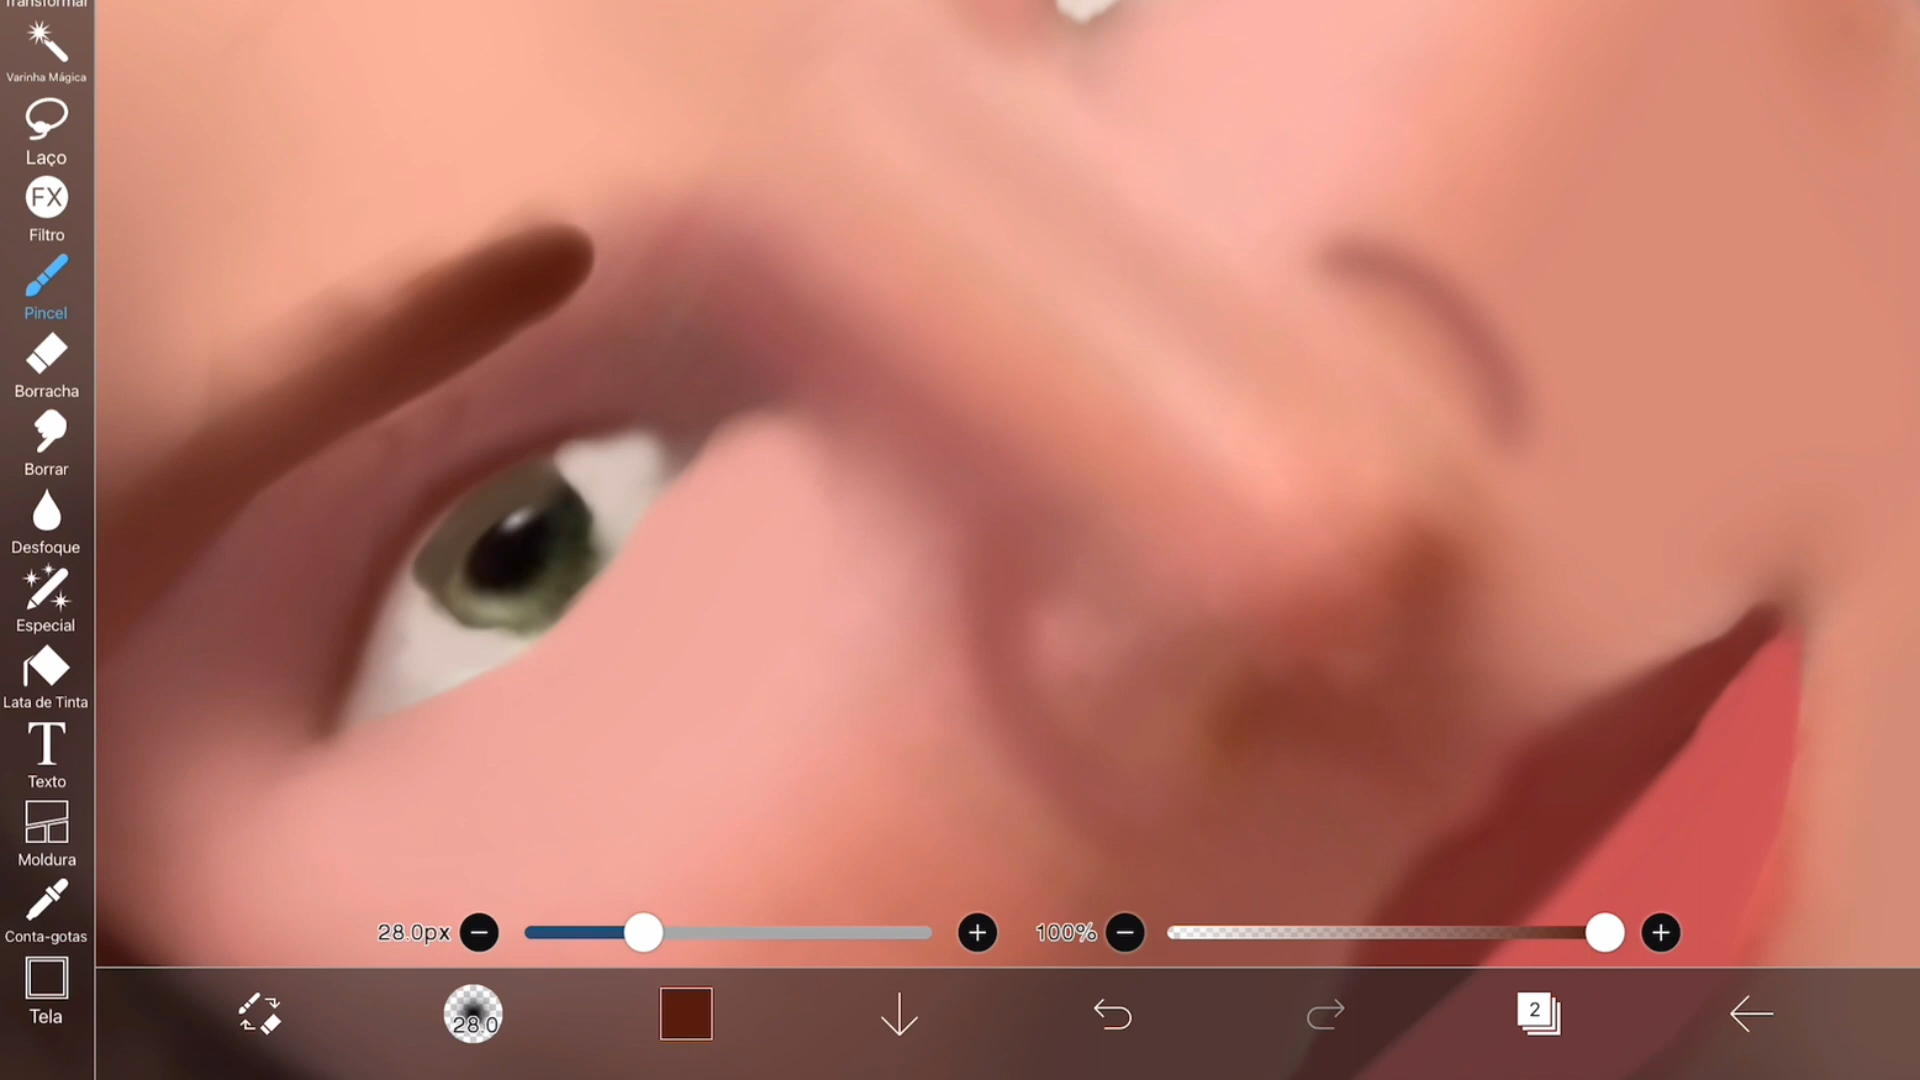 Transformar
Varinha Mágica
Laço
FX
Filtro
Pincel
Borracha
Borrar
Desfoque
Especial
Lata de Tinta
T
Texto
Moldura
Conta-gotas
Tela
28.0px
100%
28.0
2